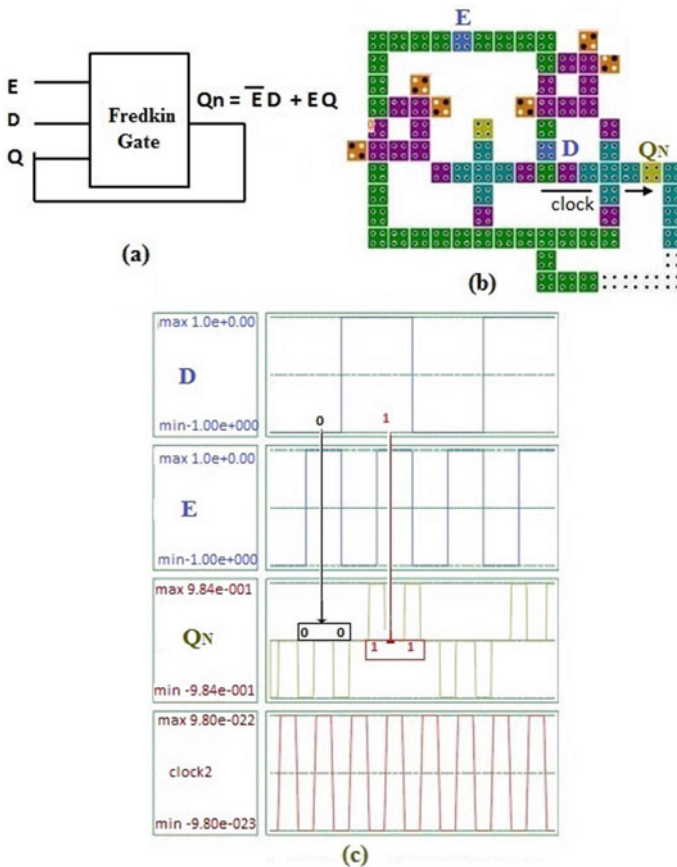 E
D
Q
Fredkin
Gate
Qn = E̅D + EQ
(a)
E
D
QN
clock
(b)
max 1.0e+0.00
D
min-1.00e+000
0
1
max 1.0e+0.00
E
min-1.00e+000
max 9.84e-001
QN
min -9.84e-001
0 0
1 1
max 9.80e-022
clock2
min -9.80e-023
(c)